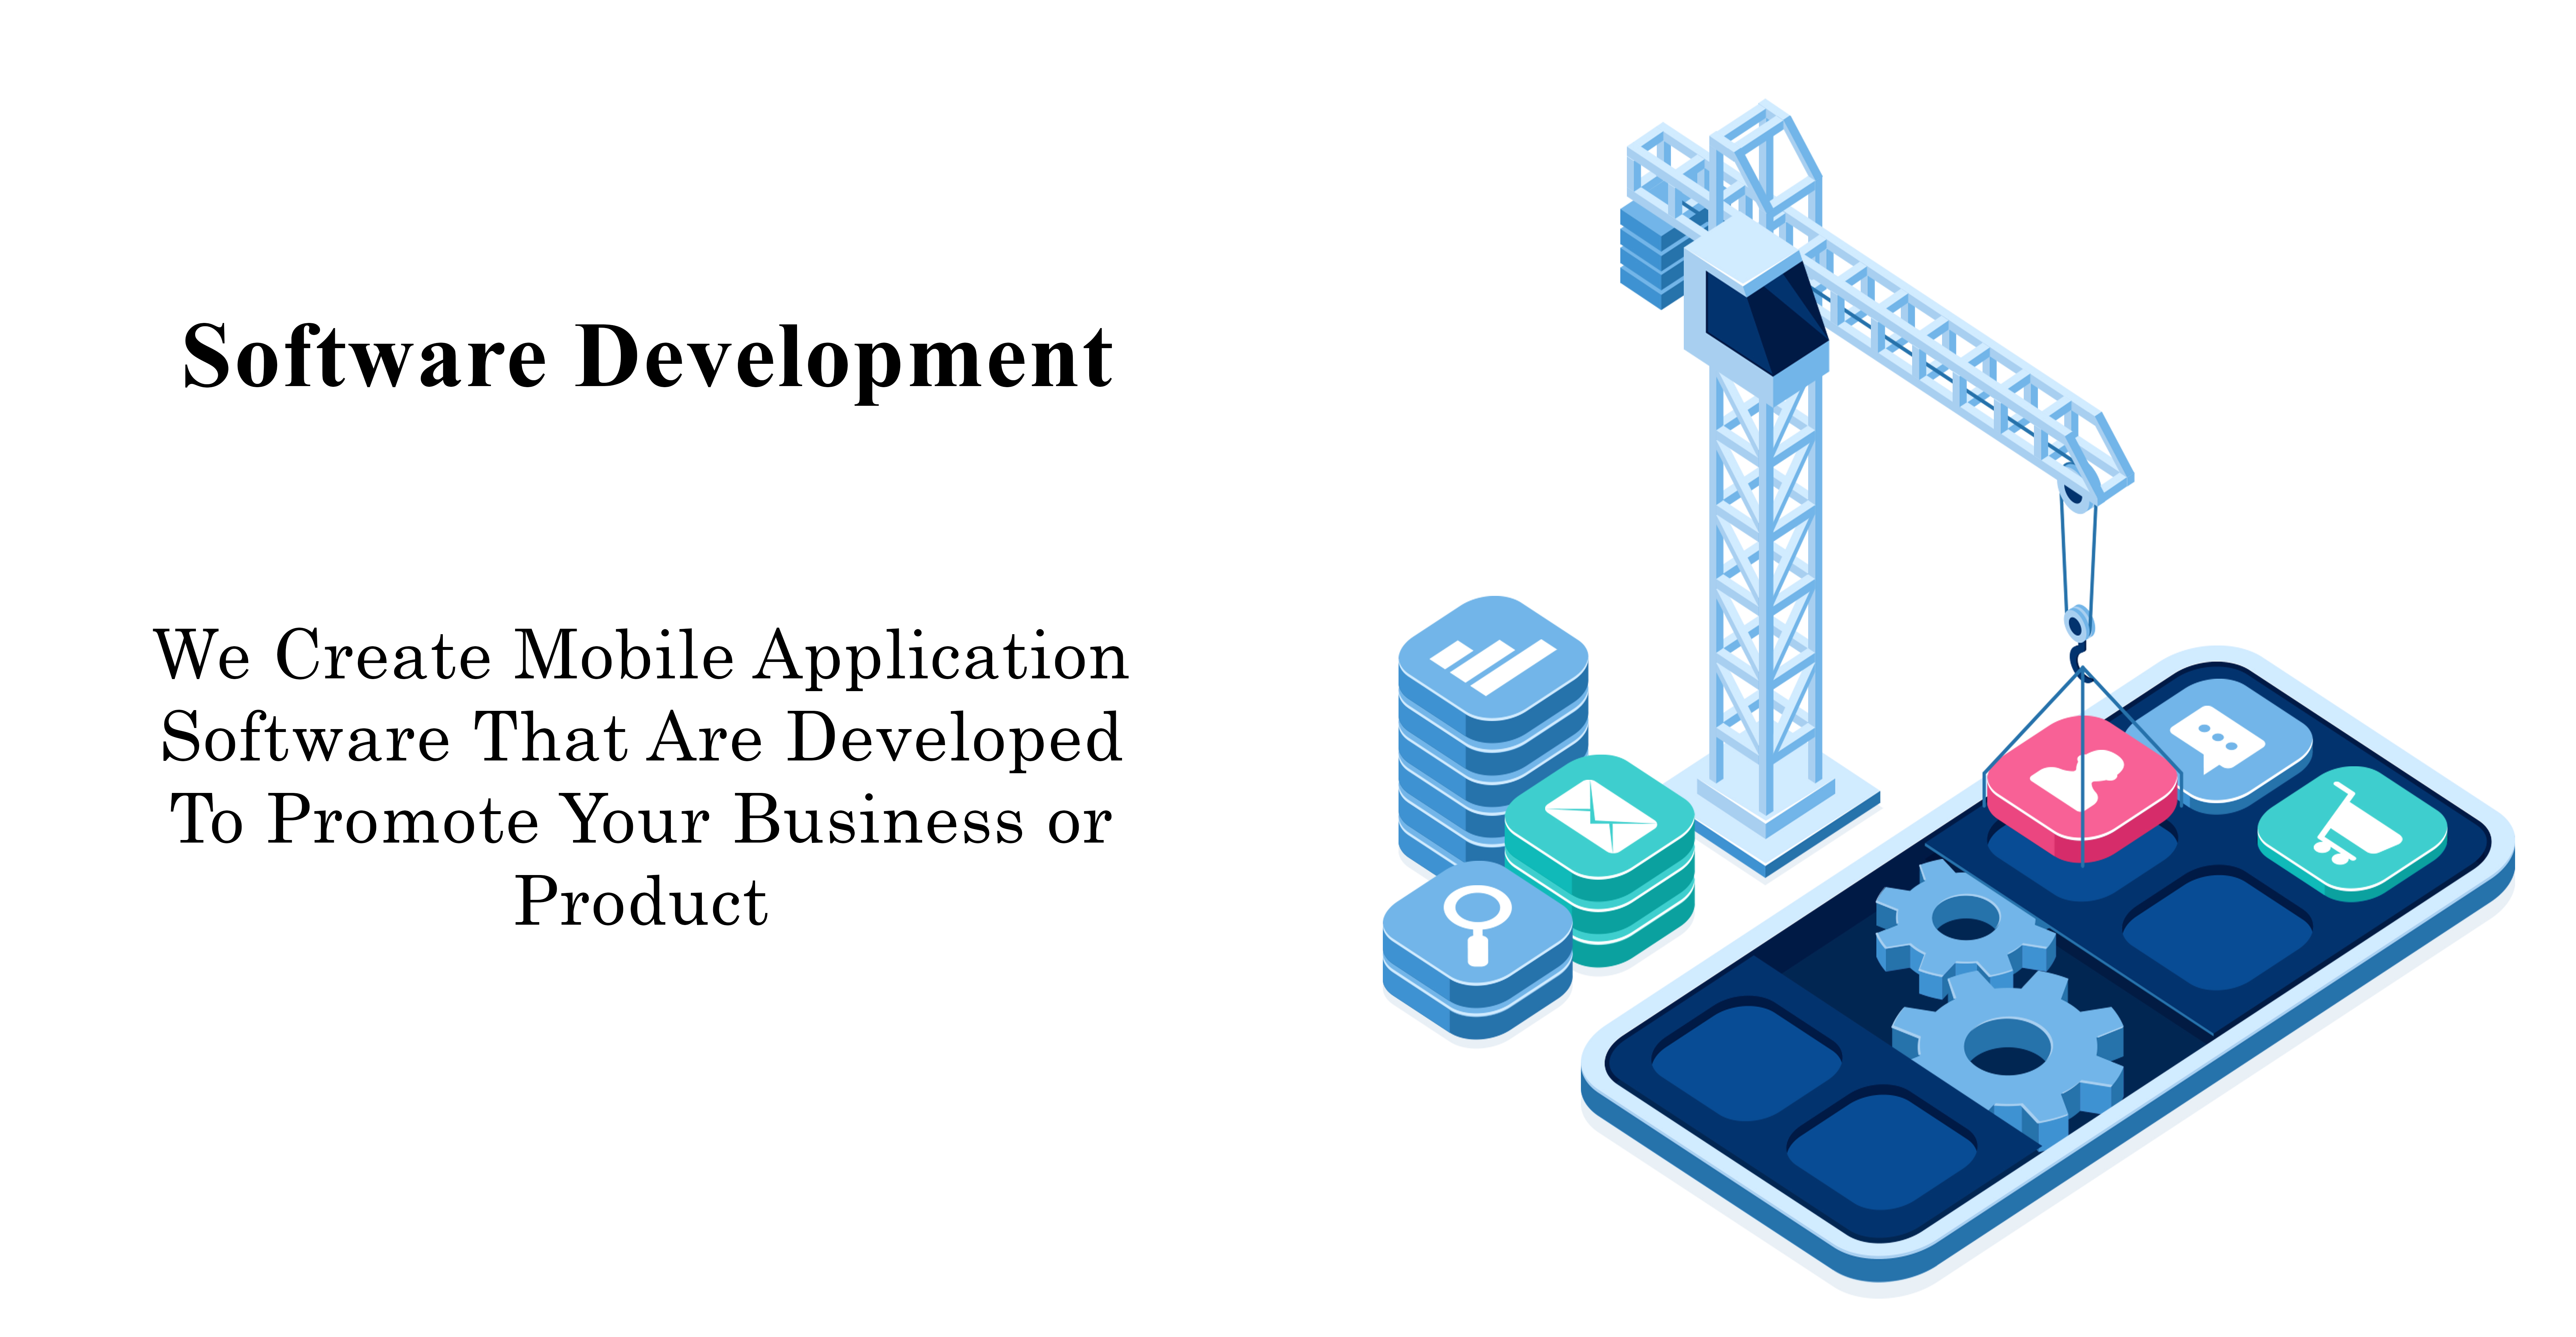 Software Development
We Create Mobile Application
Software That Are Developed
To Promote Your Business or
Product